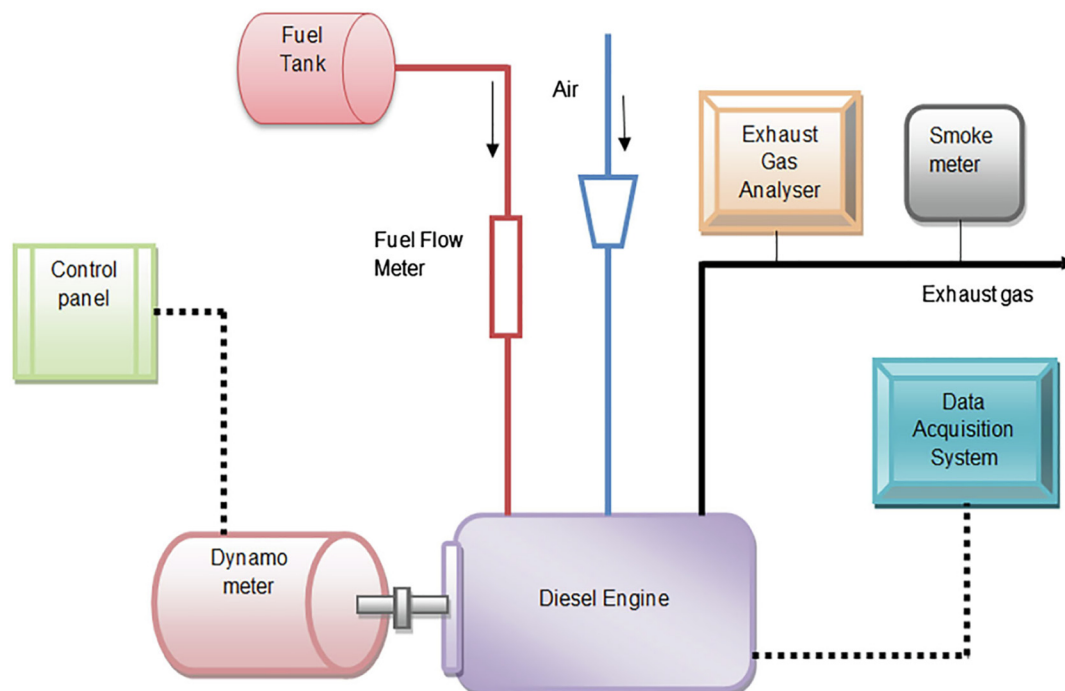 Fuel
Tank
Air
Exhaust
Gas
Analyser
Smoke
meter
Fuel Flow
Meter
Control
panel
Exhaust gas
Data
Acquisition
System
Dynamo
meter
Diesel Engine